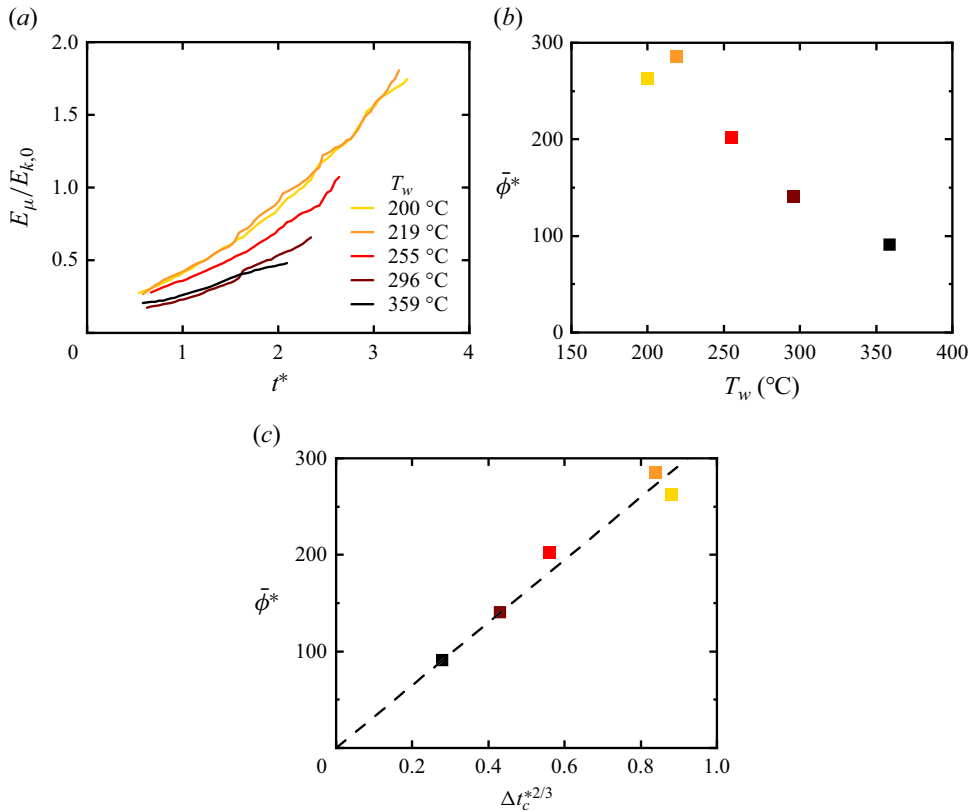 (a)
2.0
1.5
1.0
0.5
0
1
2
3
4
E_μ/E_{k,0}
t*
T_w
200 °C
219 °C
255 °C
296 °C
359 °C
(b)
300
200
100
0
150
200
250
300
350
400
ϕ̄*
T_w (°C)
(c)
300
200
100
0
0.2
0.4
0.6
0.8
1.0
ϕ̄*
Δt_c^{*2/3}